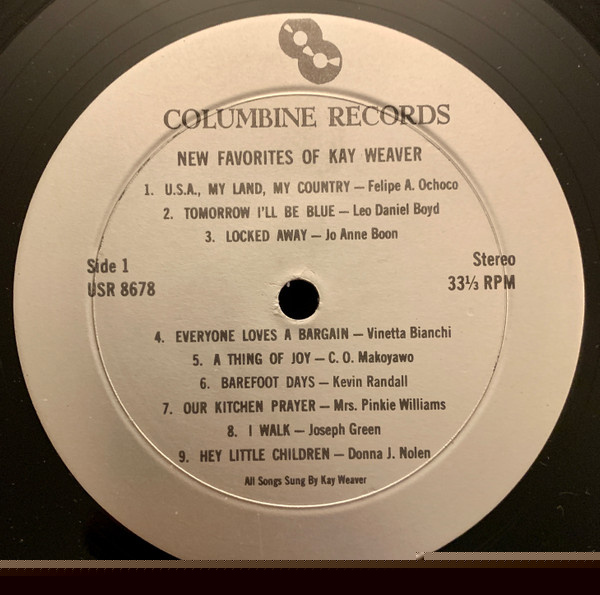 COLUMBINE RECORDS
NEW FAVORITES OF KAY WEAVER
1. U.S.A., MY LAND, MY COUNTRY — Felipe A. Ochoco
2. TOMORROW I'LL BE BLUE — Leo Daniel Boyd
3. LOCKED AWAY — Jo Anne Boon
Side 1
USR 8678
Stereo
33⅓ RPM
4. EVERYONE LOVES A BARGAIN — Vinetta Bianchi
5. A THING OF JOY — C. O. Makoyawo
6. BAREFOOT DAYS — Kevin Randall
7. OUR KITCHEN PRAYER — Mrs. Pinkie Williams
8. I WALK — Joseph Green
9. HEY LITTLE CHILDREN — Donna J. Nolen
All Songs Sung By Kay Weaver